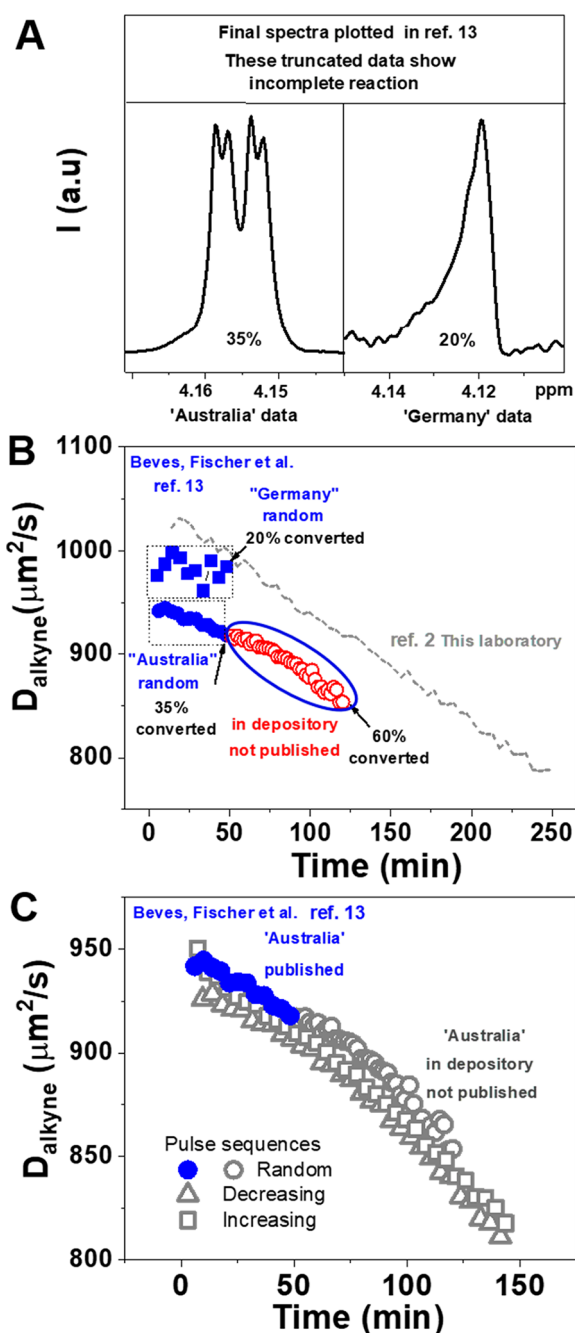 A
Final spectra plotted in ref. 13
These truncated data show
incomplete reaction
I (a.u)
35%
20%
4.16
4.15
4.14
4.12
ppm
'Australia' data
'Germany' data
B
1100
1000
900
800
D alkyne(μm²/s)
Beves, Fischer et al.
ref. 13
"Germany"
random
20% converted
"Australia"
random
35%
converted
in depository
not published
60%
converted
ref. 2 This laboratory
0
50
100
150
200
250
Time (min)
C
950
900
850
800
D alkyne (μm²/s)
Beves, Fischer et al. ref. 13
'Australia'
published
'Australia'
in depository
not published
Pulse sequences
Random
Decreasing
Increasing
0
50
100
150
Time (min)